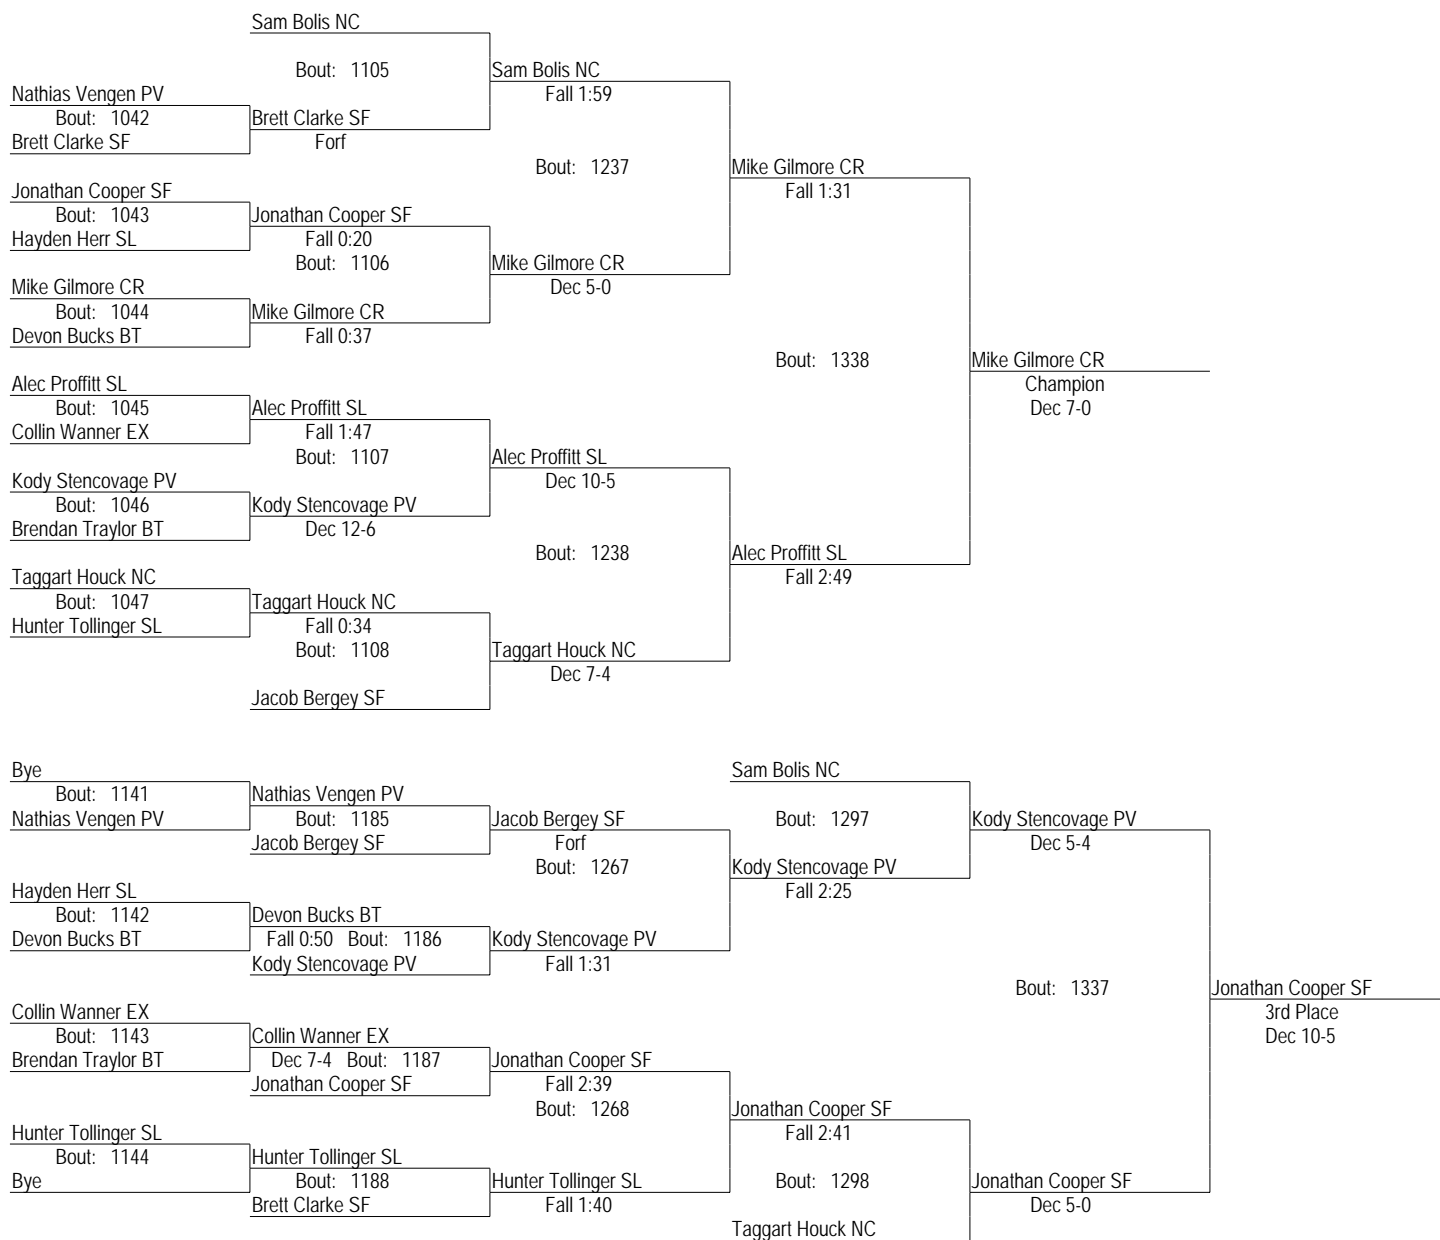 Sam Bolis NC
Bout: 1105
Sam Bolis NC
Fall 1:59
Nathias Vengen PV
Bout: 1042
Brett Clarke SF
Brett Clarke SF
Forf
Bout: 1237
Mike Gilmore CR
Fall 1:31
Jonathan Cooper SF
Bout: 1043
Hayden Herr SL
Jonathan Cooper SF
Fall 0:20
Bout: 1106
Mike Gilmore CR
Dec 5-0
Mike Gilmore CR
Bout: 1044
Devon Bucks BT
Mike Gilmore CR
Fall 0:37
Bout: 1338
Mike Gilmore CR
Champion
Dec 7-0
Alec Proffitt SL
Bout: 1045
Collin Wanner EX
Alec Proffitt SL
Fall 1:47
Bout: 1107
Alec Proffitt SL
Dec 10-5
Kody Stencovage PV
Bout: 1046
Brendan Traylor BT
Kody Stencovage PV
Dec 12-6
Bout: 1238
Alec Proffitt SL
Fall 2:49
Taggart Houck NC
Bout: 1047
Hunter Tollinger SL
Taggart Houck NC
Fall 0:34
Bout: 1108
Taggart Houck NC
Dec 7-4
Jacob Bergey SF
Bye
Bout: 1141
Nathias Vengen PV
Nathias Vengen PV
Bout: 1185
Jacob Bergey SF
Jacob Bergey SF
Forf
Bout: 1267
Sam Bolis NC
Bout: 1297
Kody Stencovage PV
Fall 2:25
Kody Stencovage PV
Dec 5-4
Hayden Herr SL
Bout: 1142
Devon Bucks BT
Devon Bucks BT
Fall 0:50 Bout: 1186
Kody Stencovage PV
Kody Stencovage PV
Fall 1:31
Bout: 1337
Jonathan Cooper SF
3rd Place
Dec 10-5
Collin Wanner EX
Bout: 1143
Brendan Traylor BT
Collin Wanner EX
Dec 7-4 Bout: 1187
Jonathan Cooper SF
Jonathan Cooper SF
Fall 2:39
Bout: 1268
Jonathan Cooper SF
Fall 2:41
Hunter Tollinger SL
Bout: 1144
Bye
Hunter Tollinger SL
Bout: 1188
Brett Clarke SF
Hunter Tollinger SL
Fall 1:40
Bout: 1298
Taggart Houck NC
Jonathan Cooper SF
Dec 5-0